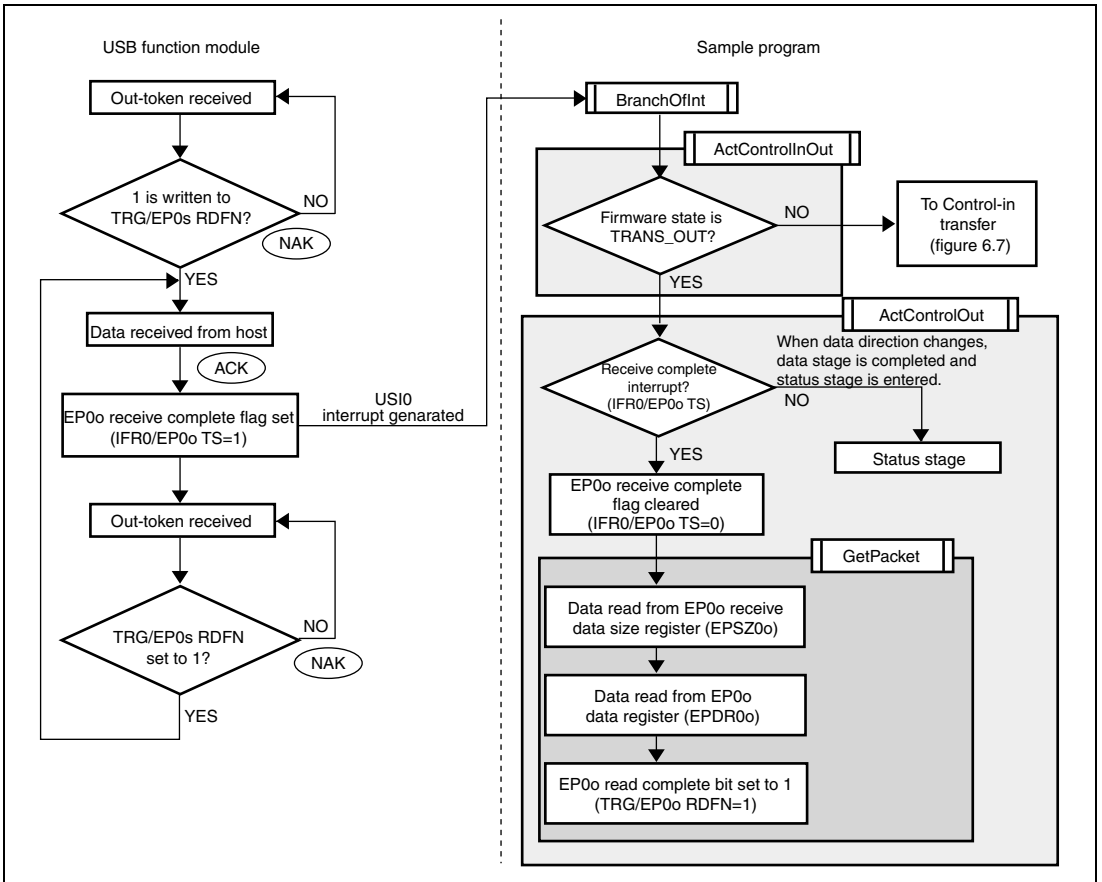 USB function module
Out-token received
1 is written to
TRG/EP0s RDFN?
NO
NAK
YES
Data received from host
ACK
EP0o receive complete flag set
(IFR0/EP0o TS=1)
USI0
interrupt genarated
Out-token received
TRG/EP0s RDFN
set to 1?
NO
NAK
YES
Sample program
BranchOfInt
ActControlInOut
Firmware state is
TRANS_OUT?
NO
To Control-in
transfer
(figure 6.7)
YES
ActControlOut
When data direction changes,
data stage is completed and
status stage is entered.
Receive complete
interrupt?
(IFR0/EP0o TS)
NO
Status stage
YES
EP0o receive complete
flag cleared
(IFR0/EP0o TS=0)
GetPacket
Data read from EP0o receive
data size register (EPSZ0o)
Data read from EP0o
data register (EPDR0o)
EP0o read complete bit set to 1
(TRG/EP0o RDFN=1)